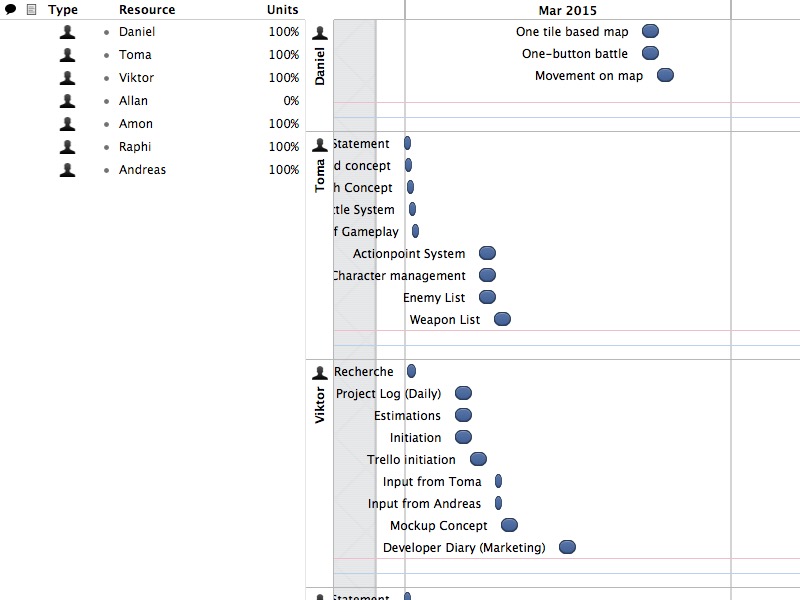 Type Resource Units
Daniel 100%
Toma 100%
Viktor 100%
Allan 0%
Amon 100%
Raphi 100%
Andreas 100%
Mar 2015
Daniel
One tile based map
One-button battle
Movement on map
Toma
Statement
d concept
h Concept
ttle System
f Gameplay
Actionpoint System
Character management
Enemy List
Weapon List
Viktor
Recherche
Project Log (Daily)
Estimations
Initiation
Trello initiation
Input from Toma
Input from Andreas
Mockup Concept
Developer Diary (Marketing)
Statement